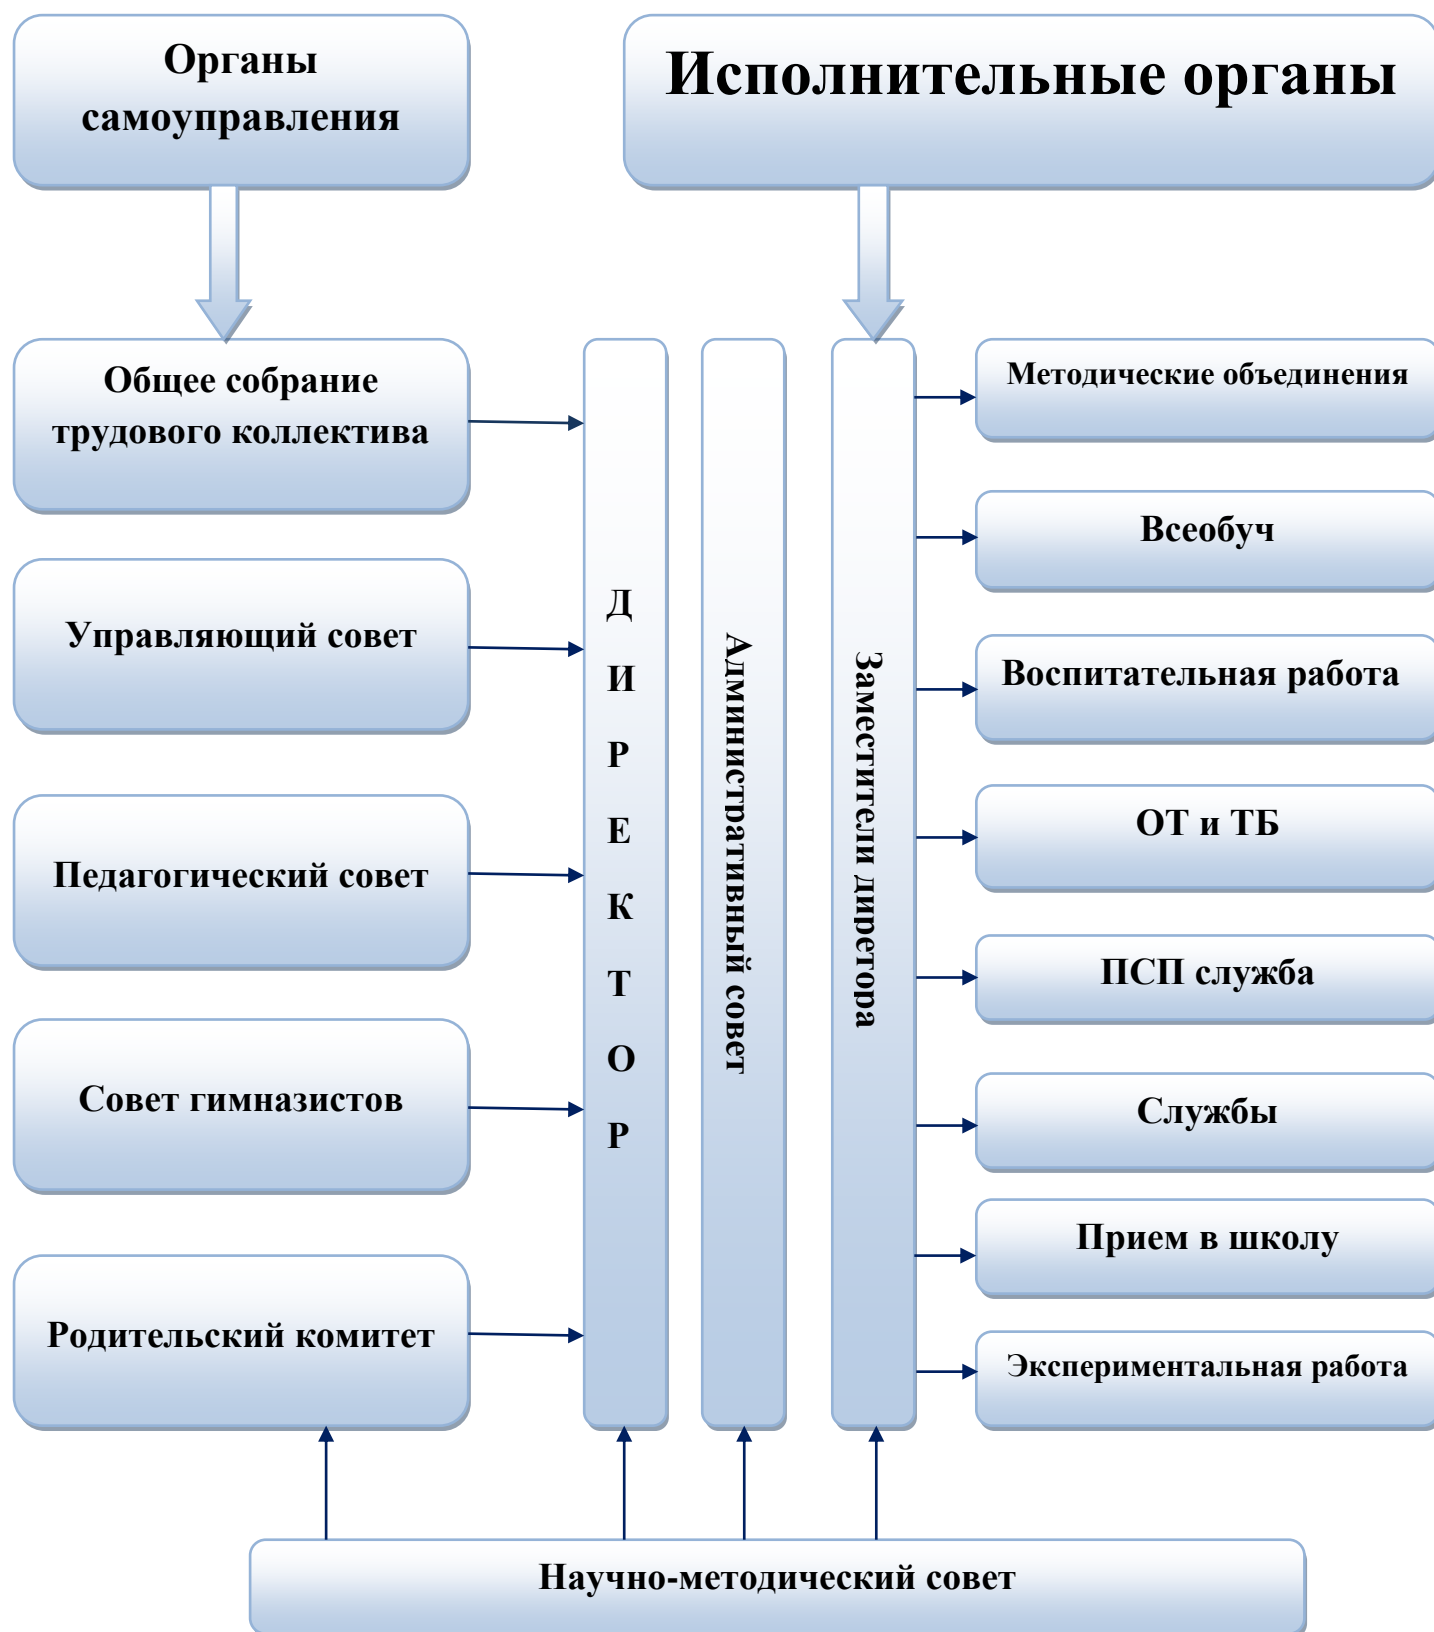 Органы
самоуправления
Исполнительные органы
Общее собрание
трудового коллектива
Управляющий совет
Педагогический совет
Совет гимназистов
Родительский комитет
Д
И
Р
Е
К
Т
О
Р
Административный совет
Заместители диретора
Методические объединения
Всеобуч
Воспитательная работа
ОТ и ТБ
ПСП служба
Службы
Прием в школу
Экспериментальная работа
Научно-методический совет